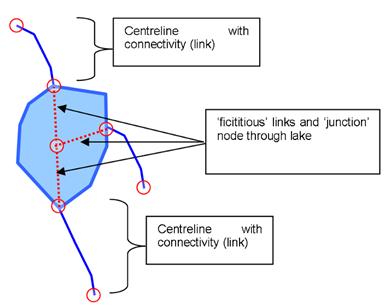 Centreline with
connectivity (link)
'ficititious' links and 'junction'
node through lake
Centreline with
connectivity (link)